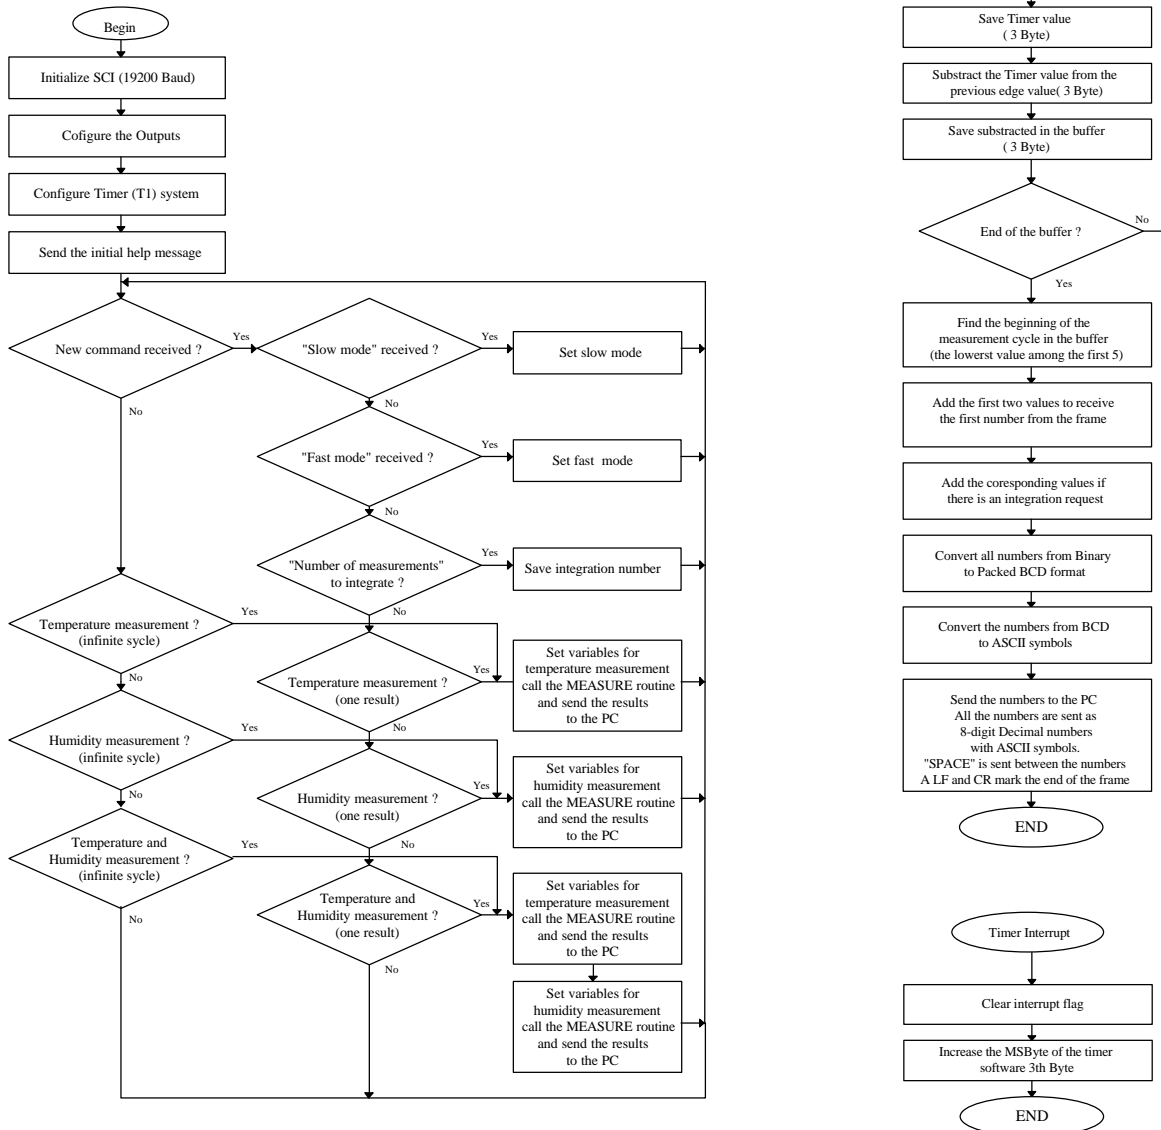 Begin
Initialize SCI (19200 Baud)
Cofigure the Outputs
Configure Timer (T1) system
Send the initial help message
New command received ?
Yes
No
"Slow mode" received ?
Yes
No
Set slow mode
"Fast mode" received ?
Yes
No
Set fast mode
"Number of measurements"
to integrate ?
Yes
No
Save integration number
Temperature measurement ?
(infinite sycle)
Yes
No
Temperature measurement ?
(one result)
Yes
No
Set variables for
temperature measurement
call the MEASURE routine
and send the results
to the PC
Humidity measurement ?
(infinite sycle)
Yes
No
Humidity measurement ?
(one result)
Yes
No
Set variables for
humidity measurement
call the MEASURE routine
and send the results
to the PC
Temperature and
Humidity measurement ?
(infinite sycle)
Yes
No
Temperature and
Humidity measurement ?
(one result)
Yes
No
Set variables for
temperature measurement
call the MEASURE routine
and send the results
to the PC
Set variables for
humidity measurement
call the MEASURE routine
and send the results
to the PC
Save Timer value
( 3 Byte)
Substract the Timer value from the
previous edge value( 3 Byte)
Save substracted in the buffer
( 3 Byte)
End of the buffer ?
No
Yes
Find the beginning of the
measurement cycle in the buffer
(the lowerst value among the first 5)
Add the first two values to receive
the first number from the frame
Add the coresponding values if
there is an integration request
Convert all numbers from Binary
to Packed BCD format
Convert the numbers from BCD
to ASCII symbols
Send the numbers to the PC
All the numbers are sent as
8-digit Decimal numbers
with ASCII symbols.
"SPACE" is sent between the numbers
A LF and CR mark the end of the frame
END
Timer Interrupt
Clear interrupt flag
Increase the MSByte of the timer
software 3th Byte
END